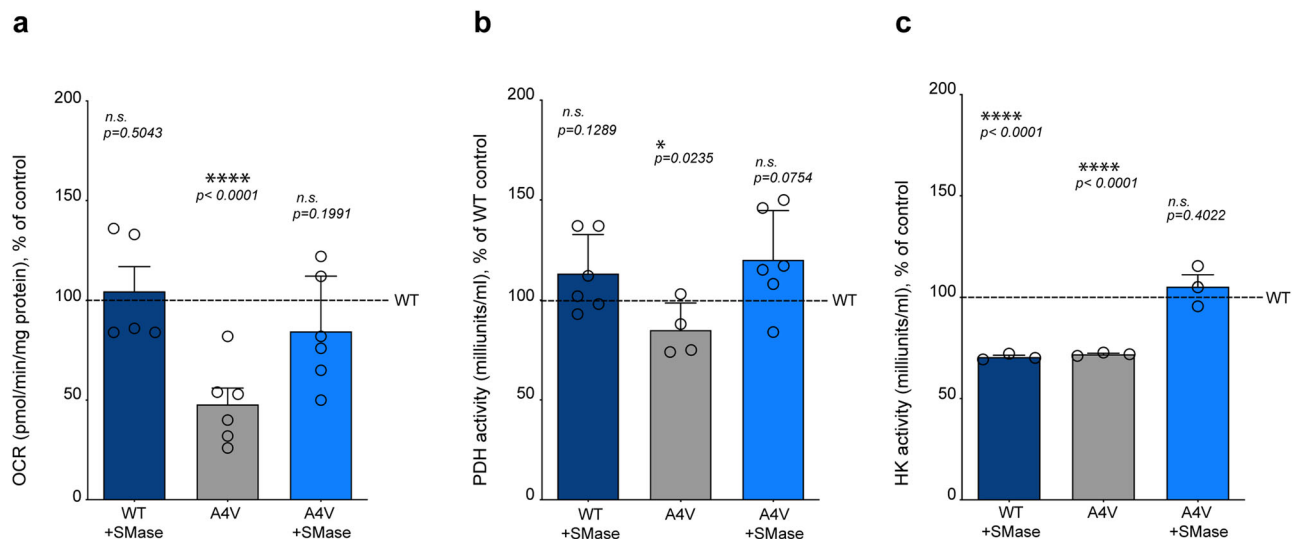 a
OCR (pmol/min/mg protein), % of control
200
150
100
50
0
n.s.
p=0.5043
****
p< 0.0001
n.s.
p=0.1991
WT
WT
+SMase
A4V
A4V
+SMase
b
PDH activity (milliunits/ml), % of WT control
200
150
100
50
0
n.s.
p=0.1289
*
p=0.0235
n.s.
p=0.0754
WT
WT
+SMase
A4V
A4V
+SMase
c
HK activity (milliunits/ml), % of control
200
150
100
50
0
****
p< 0.0001
****
p< 0.0001
n.s.
p=0.4022
WT
WT
+SMase
A4V
A4V
+SMase